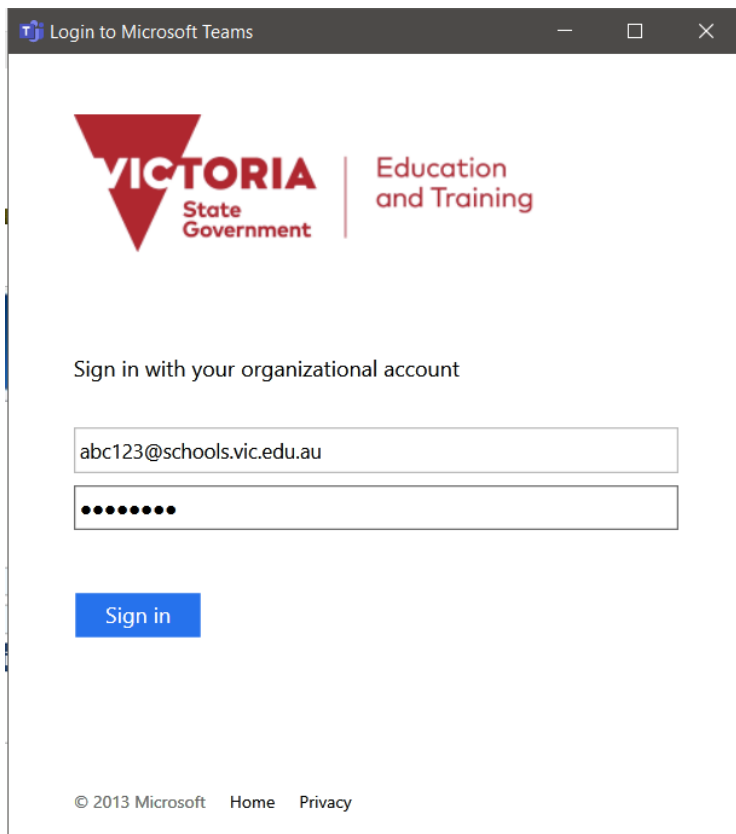 Login to Microsoft Teams
VICTORIA
State
Government
Education
and Training
Sign in with your organizational account
abc123@schools.vic.edu.au
••••••••
Sign in
© 2013 Microsoft Home Privacy